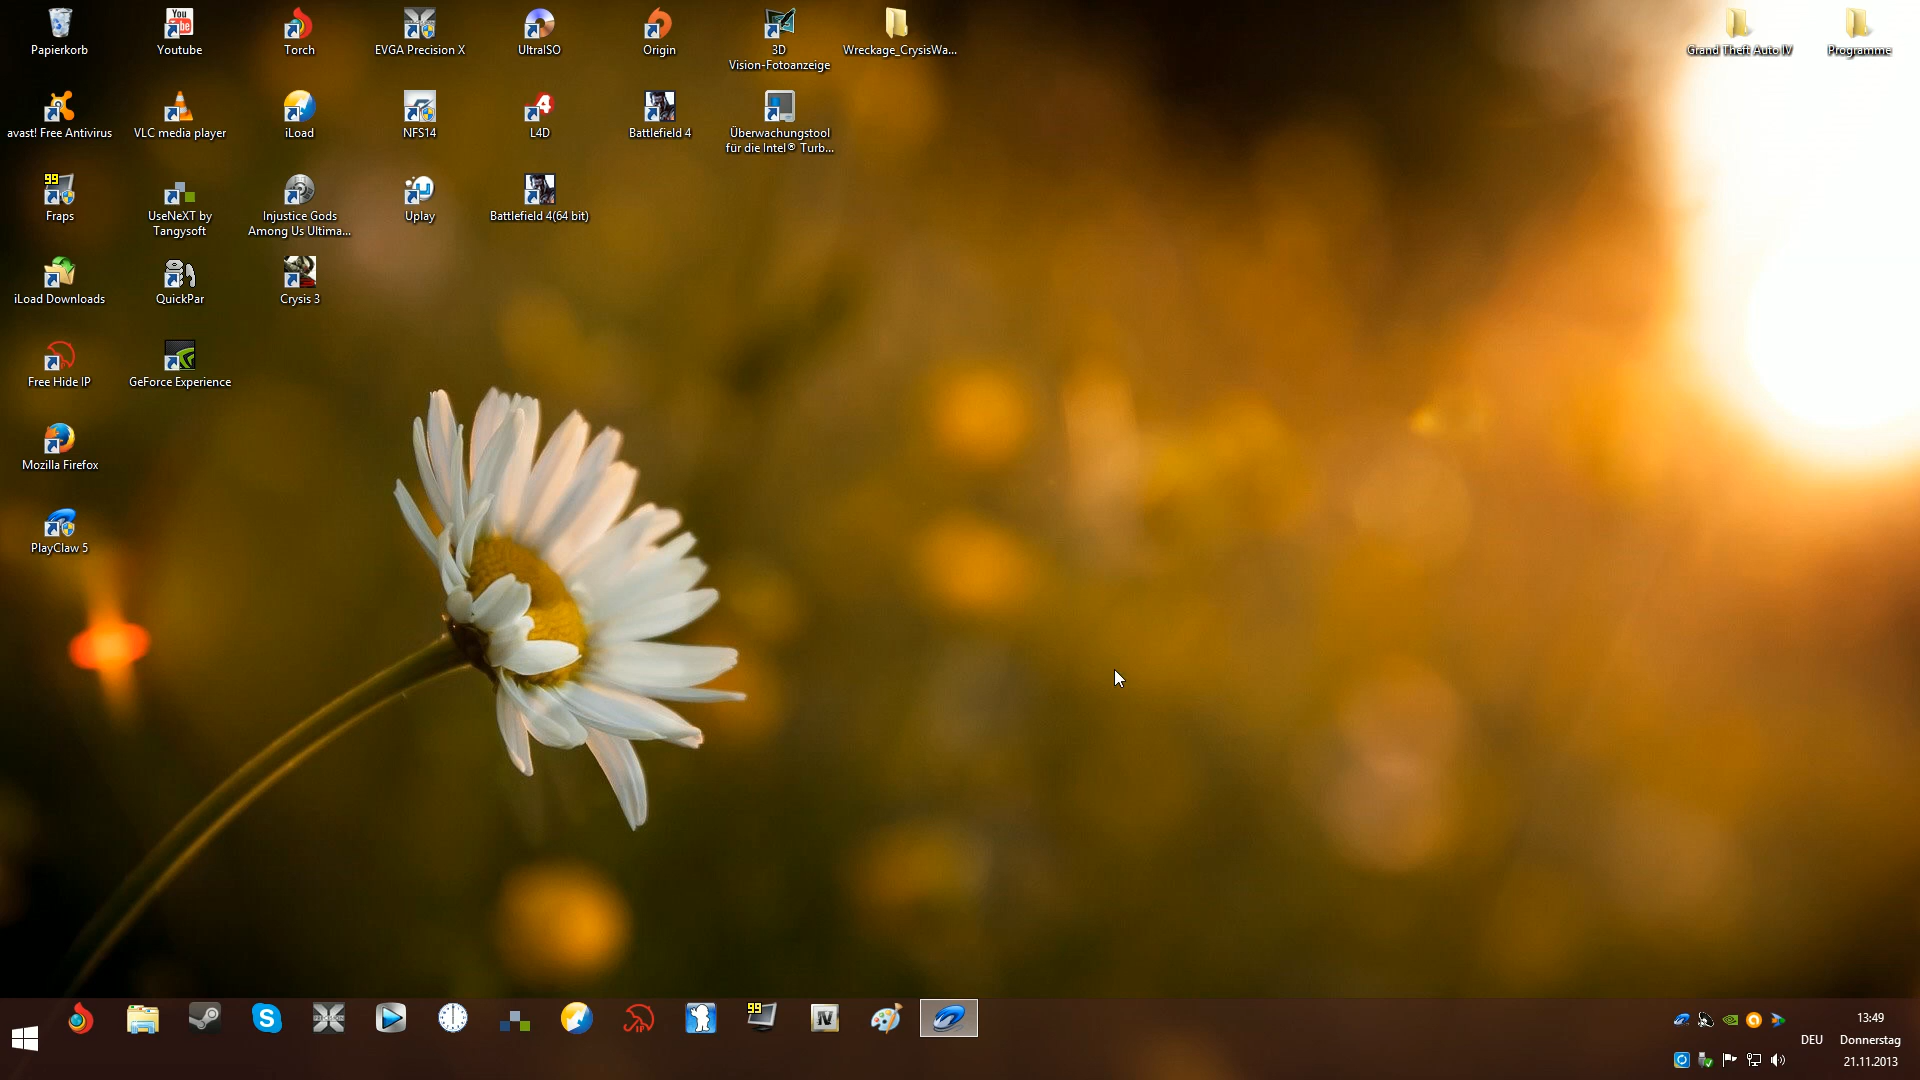 Papierkorb
Youtube
Torch
EVGA Precision X
UltraISO
Origin
3D
Vision-Fotoanzeige
Wreckage_CrysisWa...
Grand Theft Auto IV
Programme
avast! Free Antivirus
VLC media player
iLoad
NFS14
L4D
Battlefield 4
Überwachungstool
für die Intel® Turb...
Fraps
UseNeXT by
Tangysoft
Injustice Gods
Among Us Ultima...
Uplay
Battlefield 4(64 bit)
iLoad Downloads
QuickPar
Crysis 3
Free Hide IP
GeForce Experience
Mozilla Firefox
PlayClaw 5
13:49
DEU
Donnerstag
21.11.2013